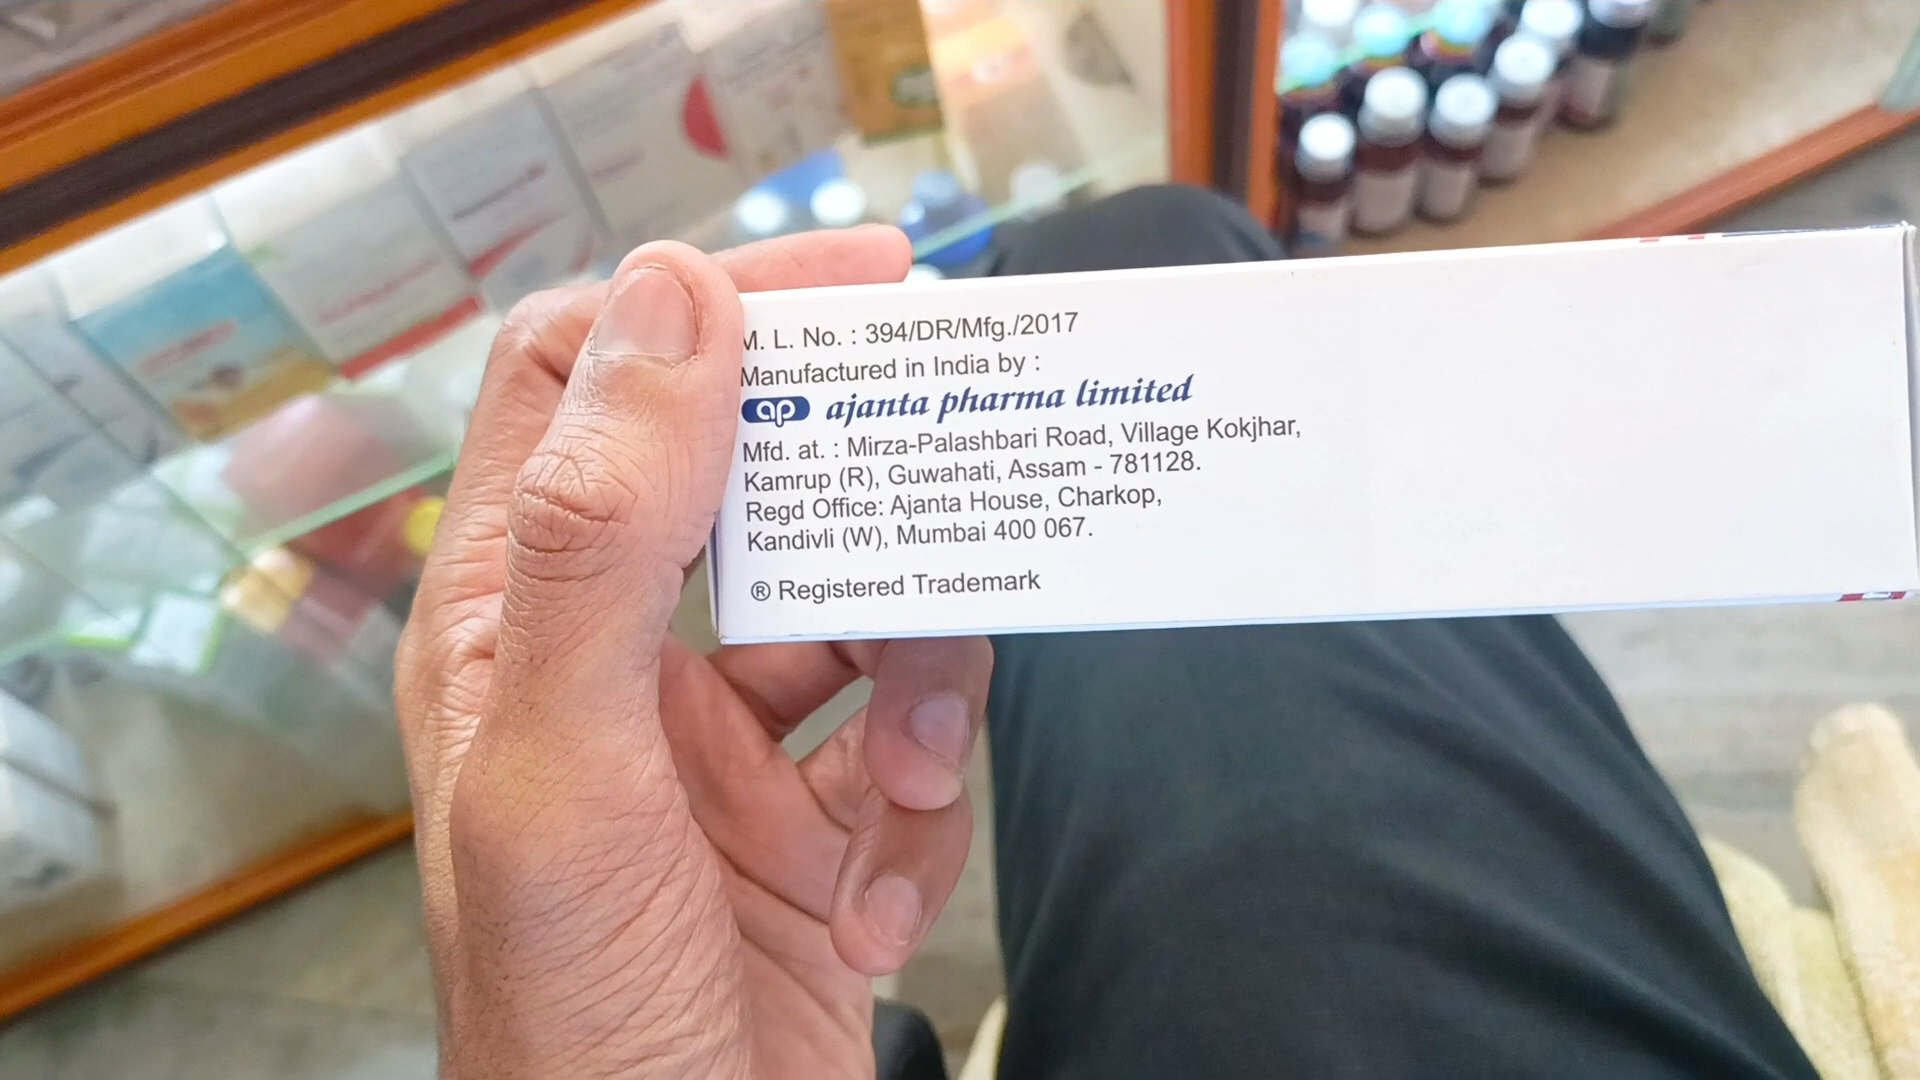 M. L. No. : 394/DR/Mfg./2017
Manufactured in India by :
ap ajanta pharma limited
Mfd. at. : Mirza-Palashbari Road, Village Kokjhar,
Kamrup (R), Guwahati, Assam - 781128.
Regd Office: Ajanta House, Charkop,
Kandivli (W), Mumbai 400 067.
® Registered Trademark